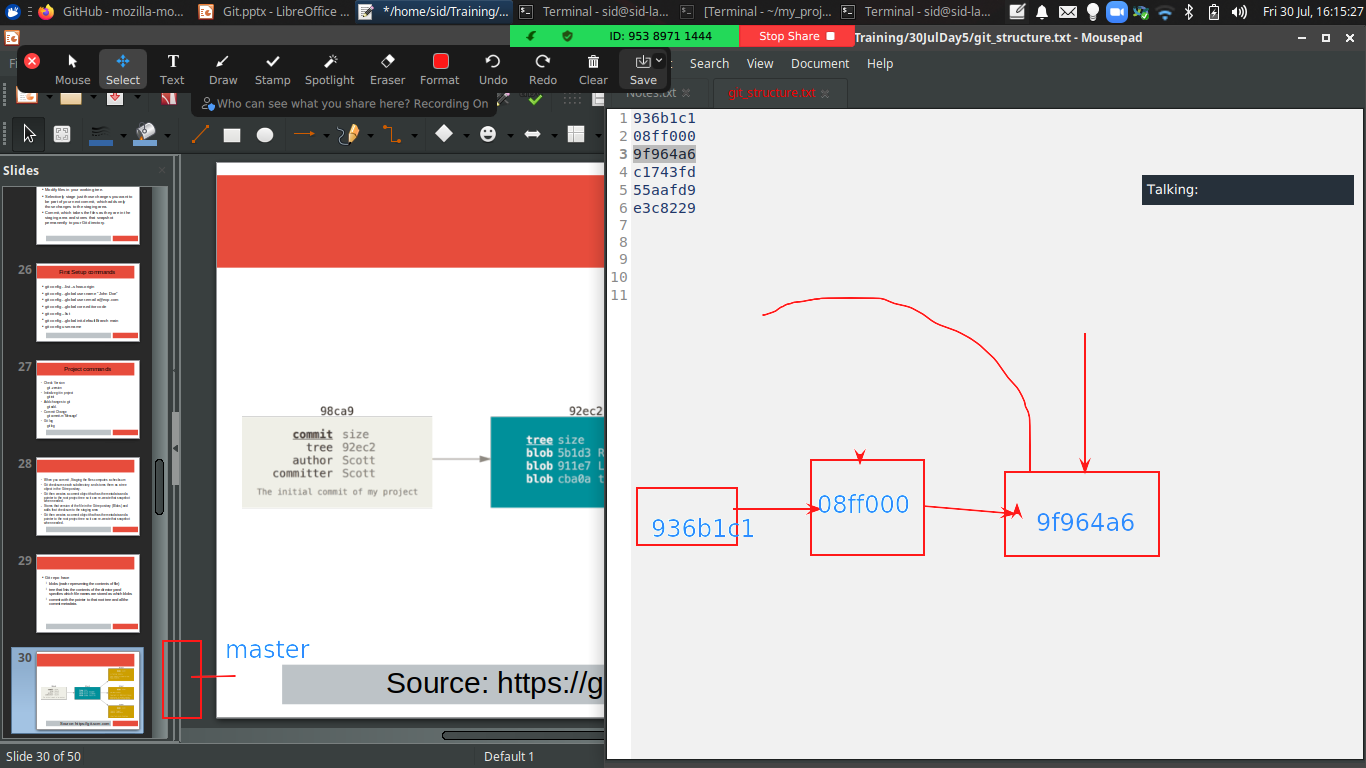 GitHub - mozilla-mo...
Git.pptx - LibreOffice ...
*/home/sid/Training/...
Terminal - sid@sid-la...
[Terminal - ~/my_proj...
Terminal - sid@sid-la...
Fri 30 Jul, 16:15:27
ID: 953 8971 1444
Stop Share
Training/30JulDay5/git_structure.txt - Mousepad
Mouse
Select
Text
Draw
Stamp
Spotlight
Eraser
Format
Undo
Redo
Clear
Save
Search
View
Document
Help
Who can see what you share here? Recording On
Notes.txt
git_structure.txt
Slides
26
First Setup commands
27
Project commands
28
29
30
1 936b1c1
2 08ff000
3 9f964a6
4 c1743fd
5 55aafd9
6 e3c8229
7
8
9
10
11
Talking:
98ca9
commit size
tree 92ec2
author Scott
committer Scott
The initial commit of my project
92ec2
tree size
blob 5b1d3 R
blob 911e7 L
blob cba0a t
936b1c1
08ff000
9f964a6
master
Source: https://g
Slide 30 of 50
Default 1